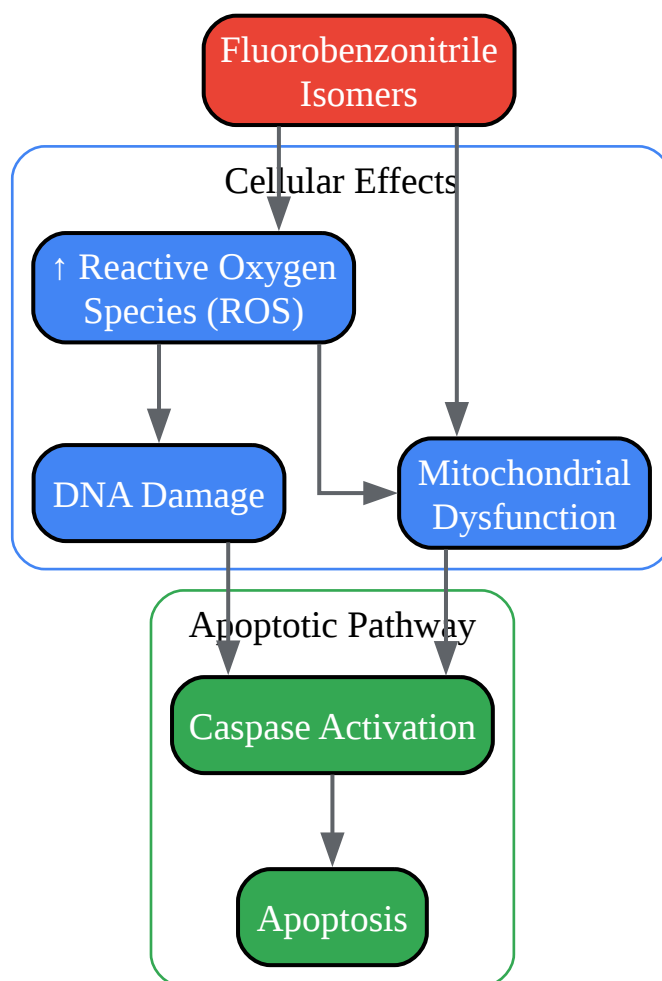 Fluorobenzonitrile
Isomers
Cellular Effects
↑ Reactive Oxygen
Species (ROS)
DNA Damage
Mitochondrial
Dysfunction
Apoptotic Pathway
Caspase Activation
Apoptosis